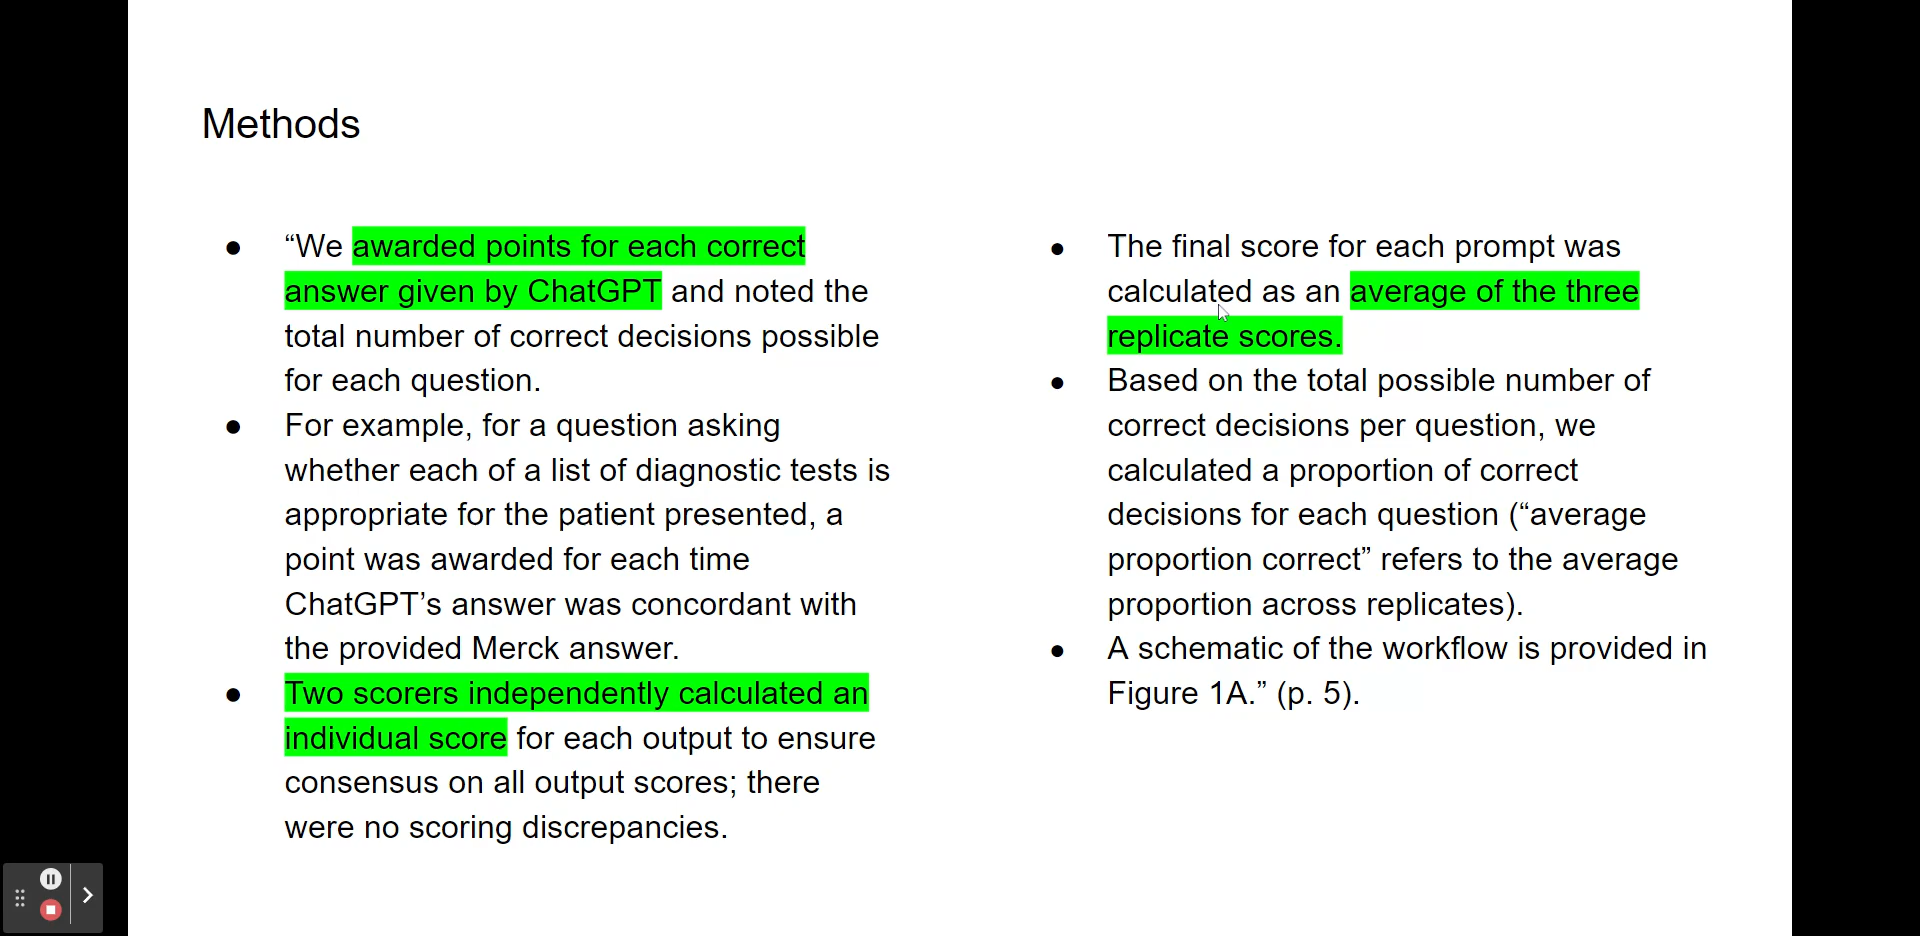 Methods
● “We awarded points for each correct
answer given by ChatGPT and noted the
total number of correct decisions possible
for each question.
● For example, for a question asking
whether each of a list of diagnostic tests is
appropriate for the patient presented, a
point was awarded for each time
ChatGPT’s answer was concordant with
the provided Merck answer.
● Two scorers independently calculated an
individual score for each output to ensure
consensus on all output scores; there
were no scoring discrepancies.
● The final score for each prompt was
calculated as an average of the three
replicate scores.
● Based on the total possible number of
correct decisions per question, we
calculated a proportion of correct
decisions for each question (“average
proportion correct” refers to the average
proportion across replicates).
● A schematic of the workflow is provided in
Figure 1A.” (p. 5).